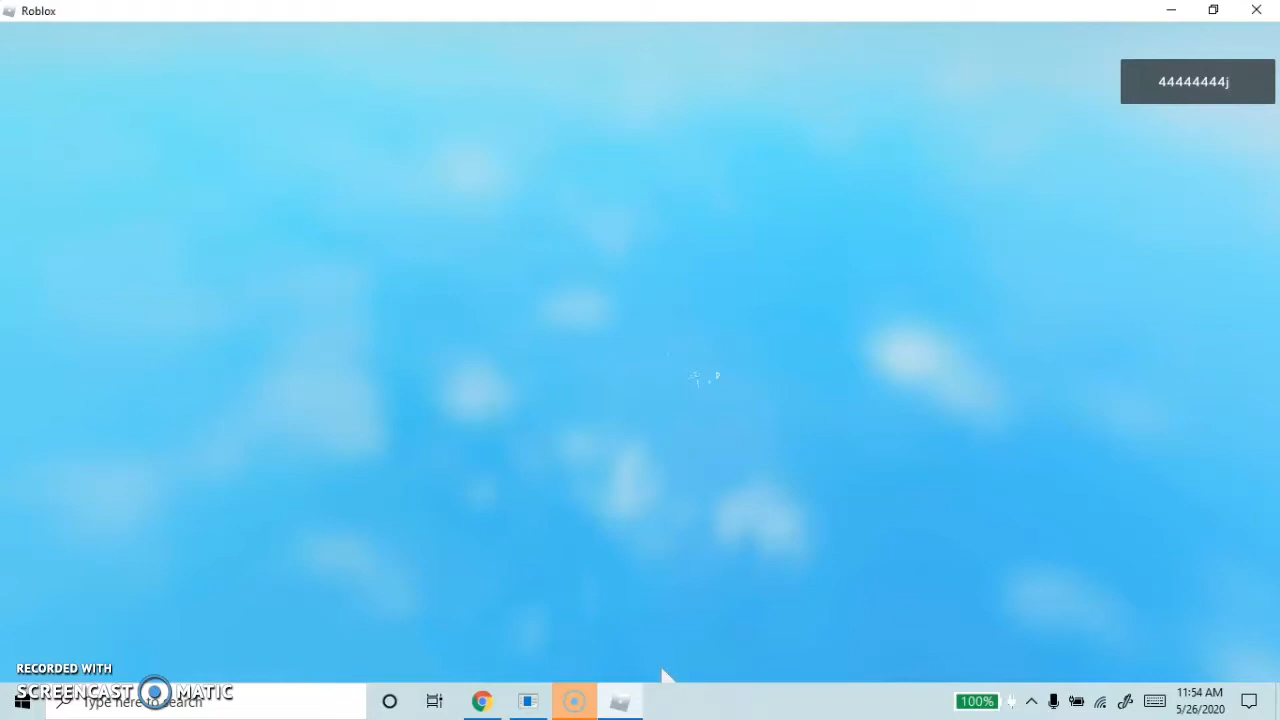 Roblox
44444444j
RECORDED WITH
SCREENCAST MATIC
Type here to search
100%
11:54 AM
5/26/2020